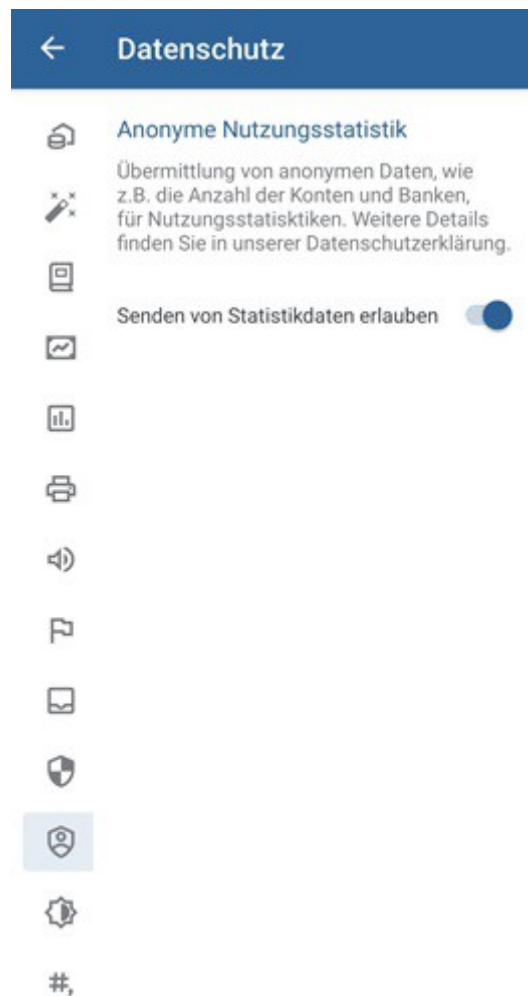 Datenschutz
Anonyme Nutzungsstatistik
Übermittlung von anonymen Daten, wie
z.B. die Anzahl der Konten und Banken,
für Nutzungsstatisktiken. Weitere Details
finden Sie in unserer Datenschutzerklärung.
Senden von Statistikdaten erlauben
#,